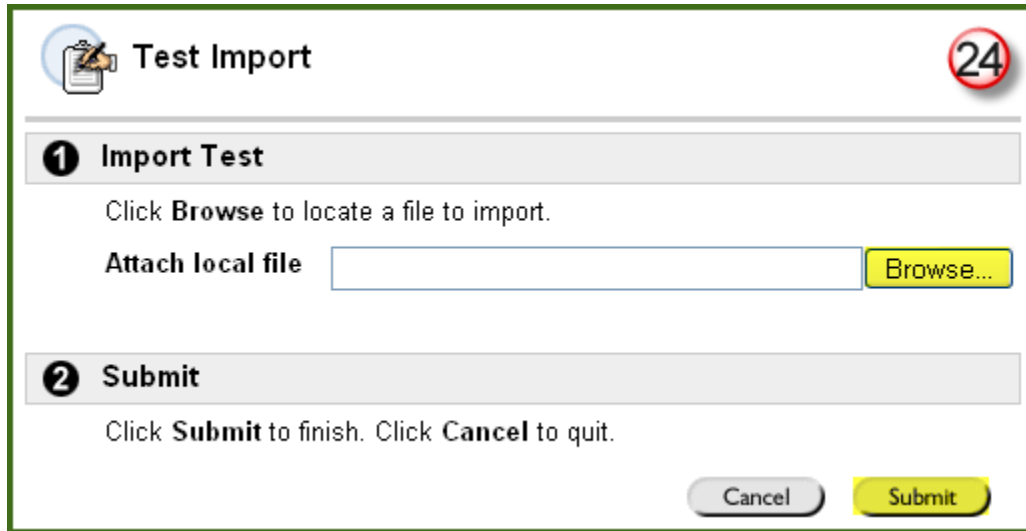 Test Import
24
1 Import Test
Click Browse to locate a file to import.
Attach local file Browse...
2 Submit
Click Submit to finish. Click Cancel to quit.
Cancel Submit